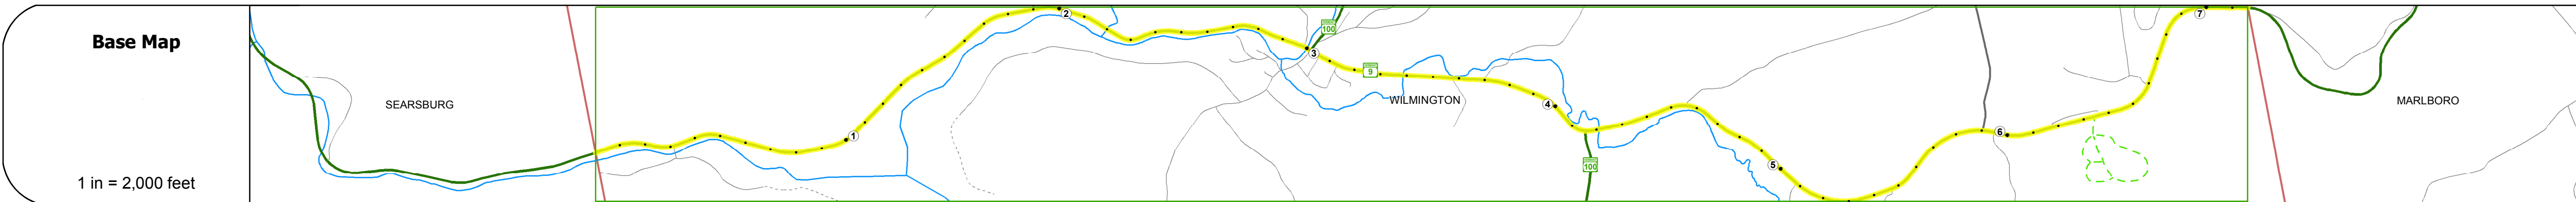 Base Map
1 in = 2,000 feet
SEARSBURG
1
2
3
100
9
WILMINGTON
4
100
5
6
7
MARLBORO